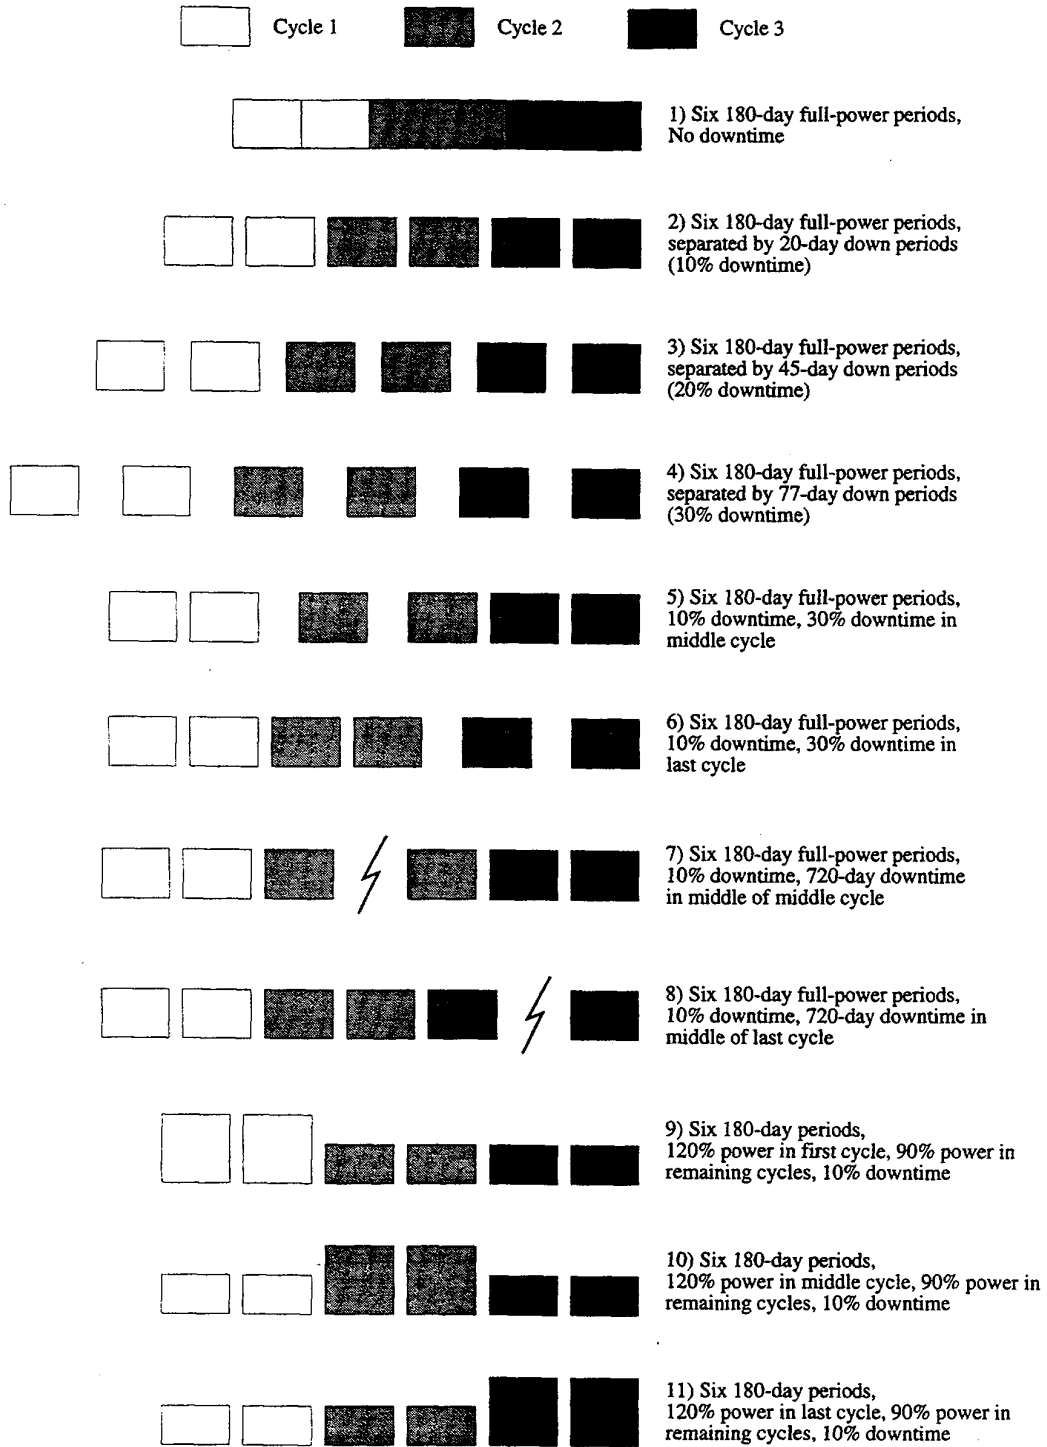 Cycle 1 Cycle 2 Cycle 3
1) Six 180-day full-power periods,
No downtime
2) Six 180-day full-power periods,
separated by 20-day down periods
(10% downtime)
3) Six 180-day full-power periods,
separated by 45-day down periods
(20% downtime)
4) Six 180-day full-power periods,
separated by 77-day down periods
(30% downtime)
5) Six 180-day full-power periods,
10% downtime, 30% downtime in
middle cycle
6) Six 180-day full-power periods,
10% downtime, 30% downtime in
last cycle
7) Six 180-day full-power periods,
10% downtime, 720-day downtime
in middle of middle cycle
8) Six 180-day full-power periods,
10% downtime, 720-day downtime in
middle of last cycle
9) Six 180-day periods,
120% power in first cycle, 90% power in
remaining cycles, 10% downtime
10) Six 180-day periods,
120% power in middle cycle, 90% power in
remaining cycles, 10% downtime
11) Six 180-day periods,
120% power in last cycle, 90% power in
remaining cycles, 10% downtime